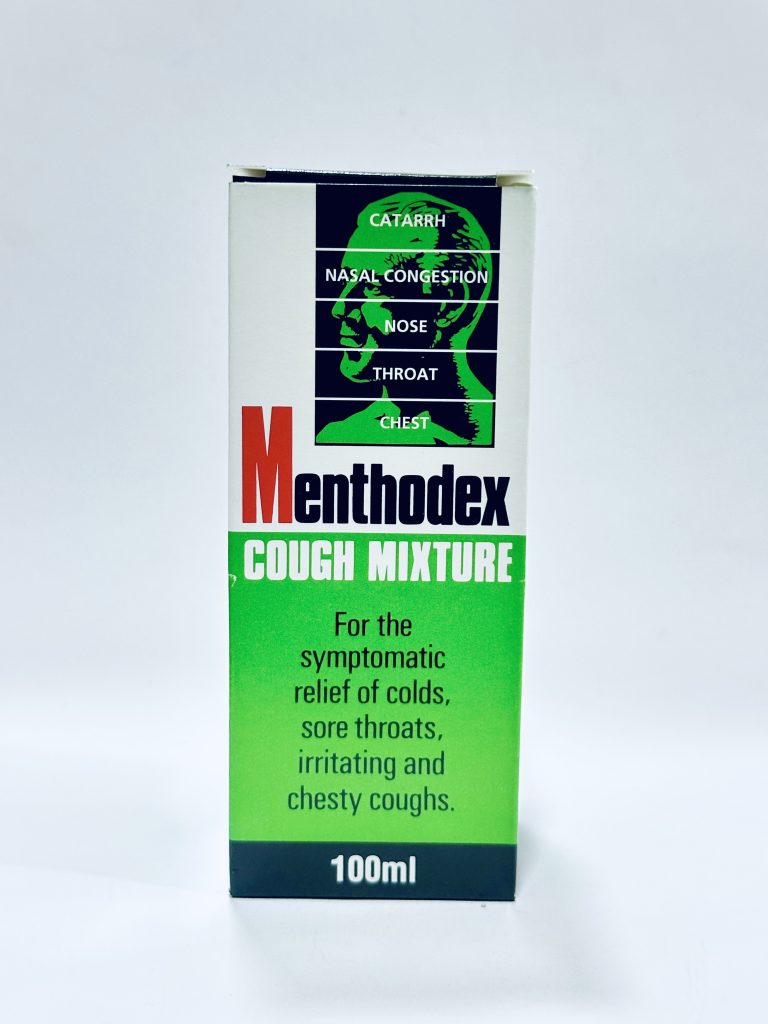 CATARRH
NASAL CONGESTION
NOSE
THROAT
CHEST
Menthodex
COUGH MIXTURE
For the
symptomatic
relief of colds,
sore throats,
irritating and
chesty coughs.
100ml